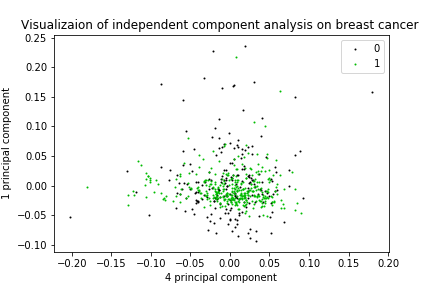 Visualizaion of independent component analysis on breast cancer
0
1
0.25
0.20
0.15
0.10
0.05
0.00
−0.05
−0.10
1 principal component
−0.20 −0.15 −0.10 −0.05 0.00 0.05 0.10 0.15 0.20
4 principal component